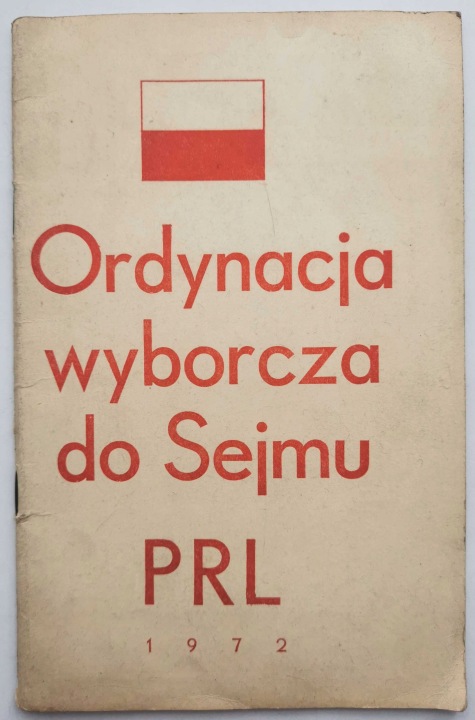 Ordynacja
wyborcza
do Sejmu
PRL
1972